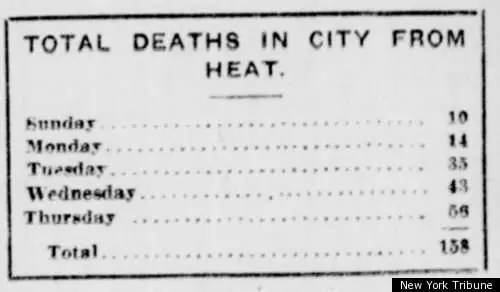 TOTAL DEATHS IN CITY FROM
HEAT.
Sunday 10
Monday 14
Tuesday 35
Wednesday 43
Thursday 56
Total 158
New York Tribune